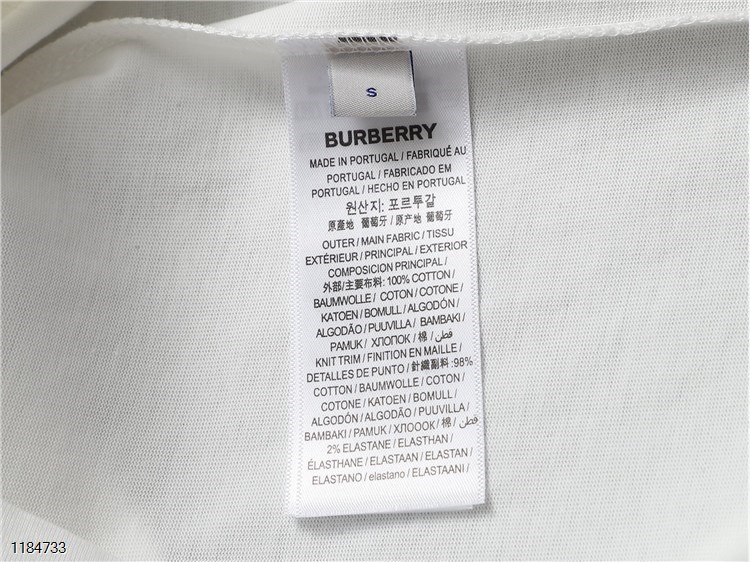 S
BURBERRY
MADE IN PORTUGAL / FABRIQUÉ AU
PORTUGAL / FABRICADO EM
PORTUGAL / HECHO EN PORTUGAL
원산지: 포르투갈
原產地 葡萄牙 / 原产地 葡萄牙
OUTER / MAIN FABRIC / TISSU
EXTÉRIEUR / PRINCIPAL / EXTERIOR
COMPOSICION PRINCIPAL /
外部/主要布料: 100% COTTON /
BAUMWOLLE / COTON / COTONE /
KATOEN / BOMULL / ALGODÓN /
ALGODÃO / PUUVILLA / BAMBAKI /
PAMUK / ХЛОПОК / 棉 / قطن /
KNIT TRIM / FINITION EN MAILLE /
DETALLES DE PUNTO / 針織副料 :98%
COTTON / BAUMWOLLE / COTON /
COTONE / KATOEN / BOMULL /
ALGODÓN / ALGODÃO / PUUVILLA /
BAMBAKI / PAMUK / ХЛОООК / 棉 / قطن
2% ELASTANE / ELASTHAN /
ÉLASTHANE / ELASTAAN / ELASTAN /
ELASTANO / elastano / ELASTAANI /
1184733